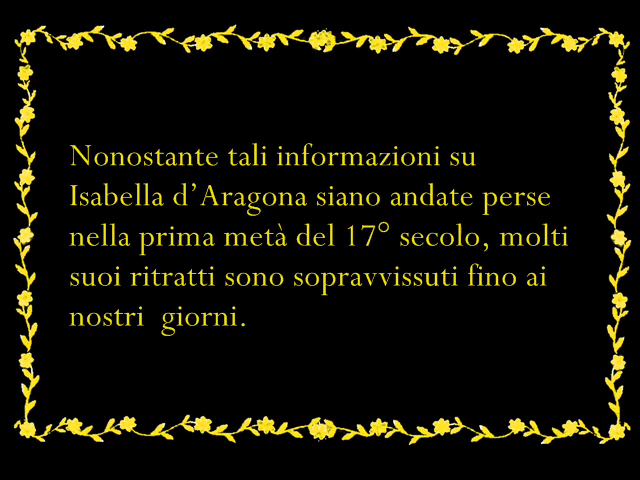 Nonostante tali informazioni su
Isabella d’Aragona siano andate perse
nella prima metà del 17° secolo, molti
suoi ritratti sono sopravvissuti fino ai
nostri  giorni.